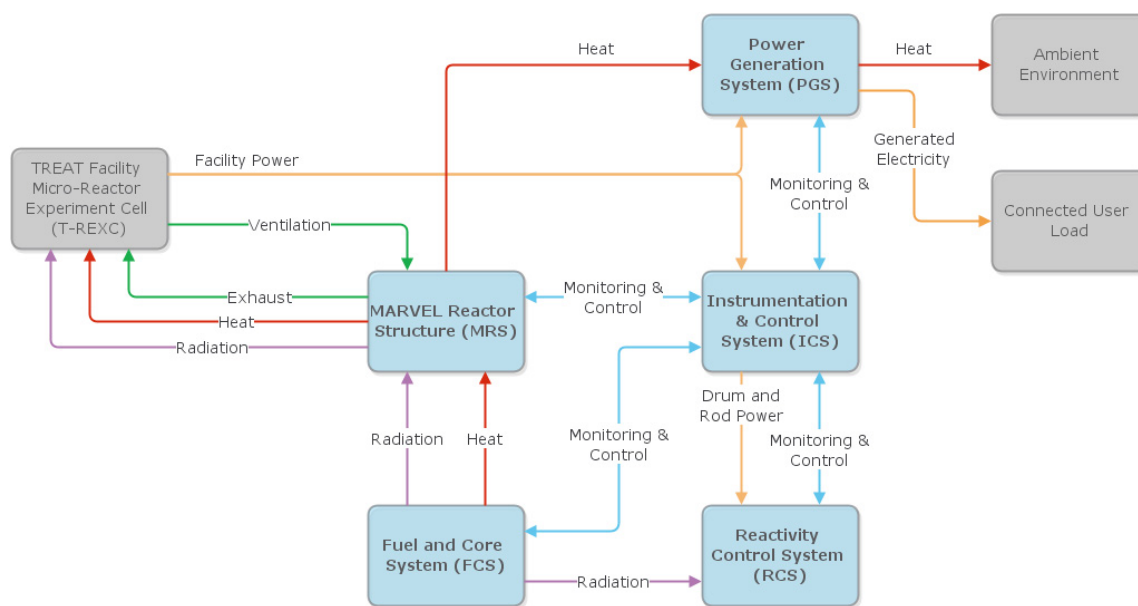 Heat
Power
Generation
System (PGS)
Heat
Ambient
Environment
Generated
Electricity
TREAT Facility
Micro-Reactor
Experiment Cell
(T-REXC)
Facility Power
Monitoring &
Control
Connected User
Load
Ventilation
Exhaust
Heat
Radiation
MARVEL Reactor
Structure (MRS)
Monitoring &
Control
Instrumentation
& Control
System (ICS)
Radiation
Heat
Monitoring &
Control
Drum and
Rod Power
Monitoring &
Control
Fuel and Core
System (FCS)
Radiation
Reactivity
Control System
(RCS)